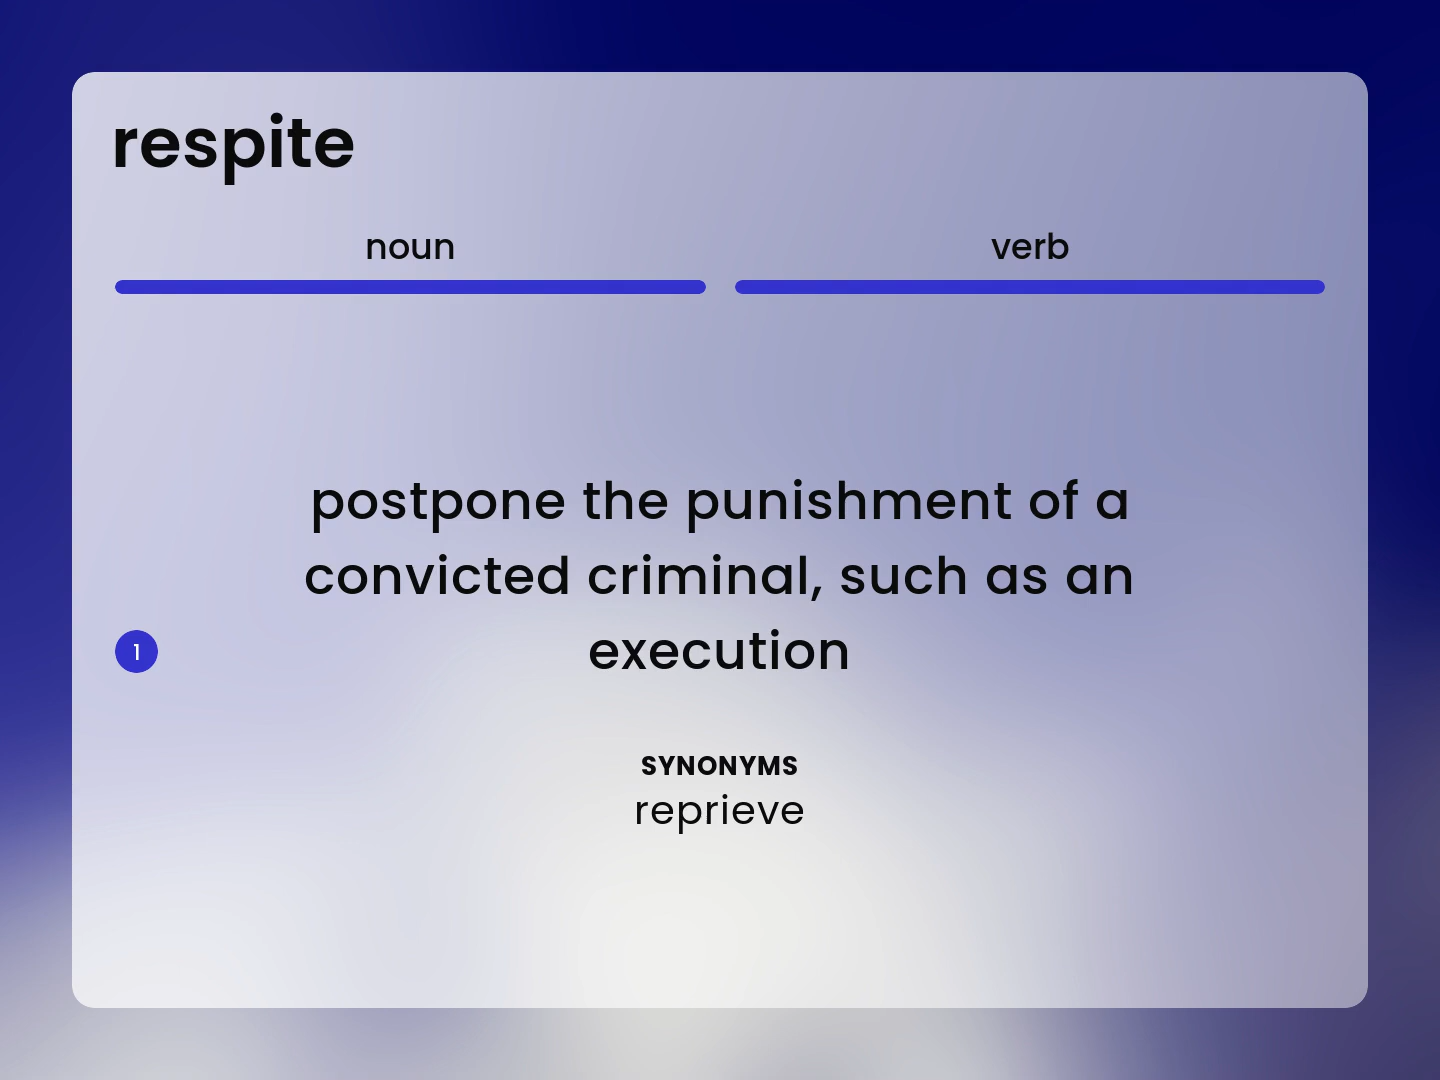 respite
noun
verb
postpone the punishment of a
convicted criminal, such as an
execution
1
SYNONYMS
reprieve